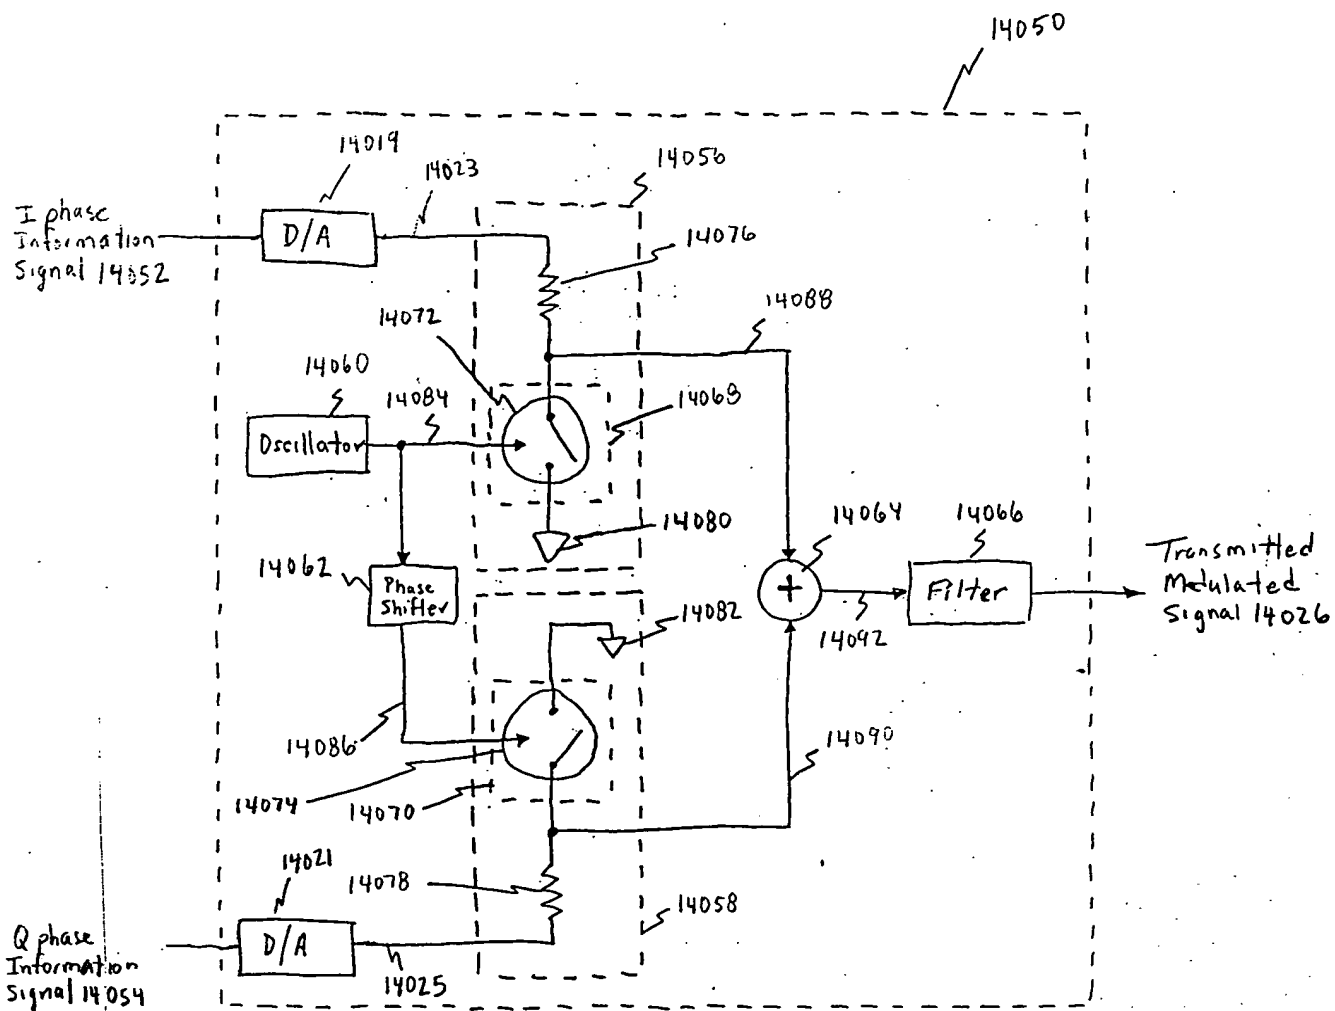 14050
14019
14023
14056
I phase
Information
Signal 14052
D/A
14076
14088
14072
14060
14084
14068
Oscillator
14080
14064
14066
14062
Phase
Shifter
+
Filter
Transmitted
Modulated
Signal 14026
14082
14092
14086
14090
14074
14070
14021
14078
14058
Q phase
Information
Signal 14054
D/A
14025